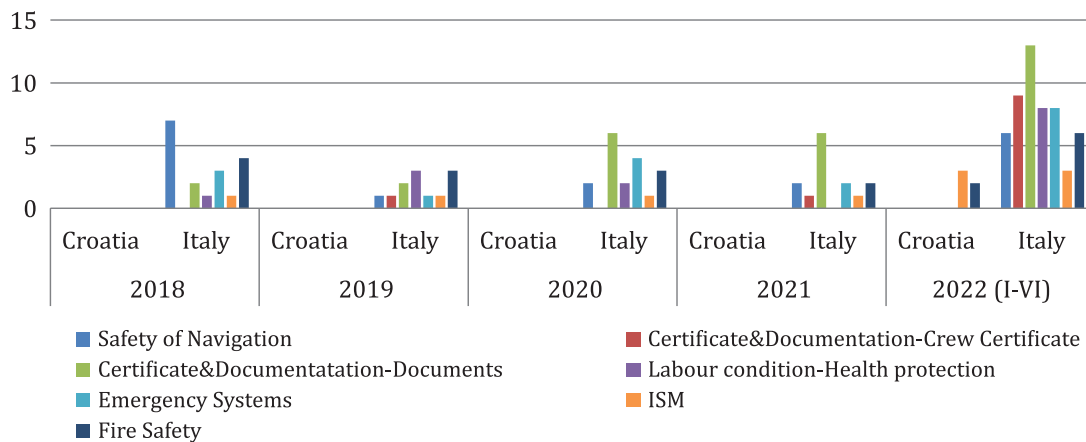 15
10
5
0
Croatia Italy Croatia Italy Croatia Italy Croatia Italy Croatia Italy
2018 2019 2020 2021 2022 (I-VI)
Safety of Navigation Certificate&Documentation-Crew Certificate
Certificate&Documentatation-Documents Labour condition-Health protection
Emergency Systems ISM
Fire Safety